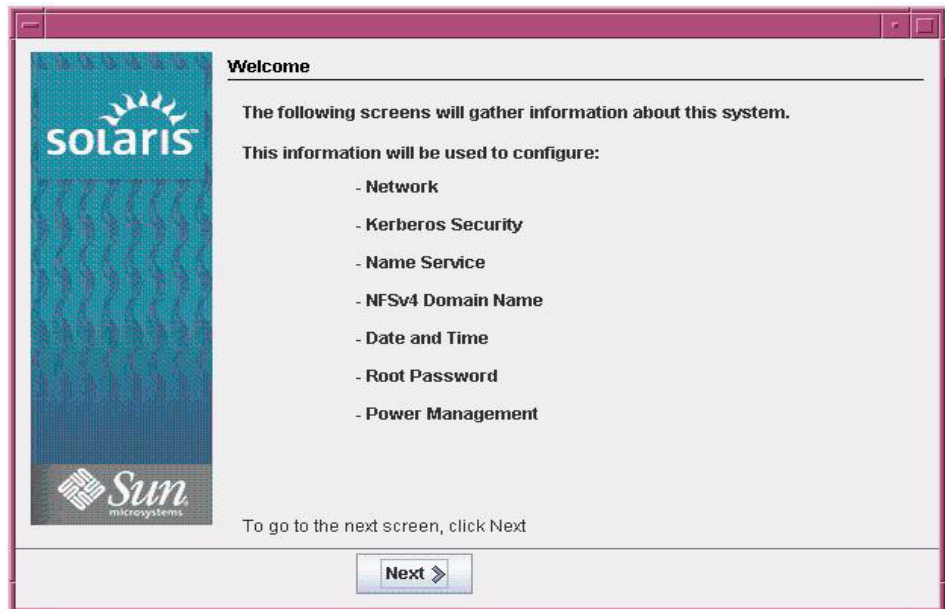 Welcome
The following screens will gather information about this system.
This information will be used to configure:
- Network
- Kerberos Security
- Name Service
- NFSv4 Domain Name
- Date and Time
- Root Password
- Power Management
To go to the next screen, click Next
Next
solaris
Sun
microsystems